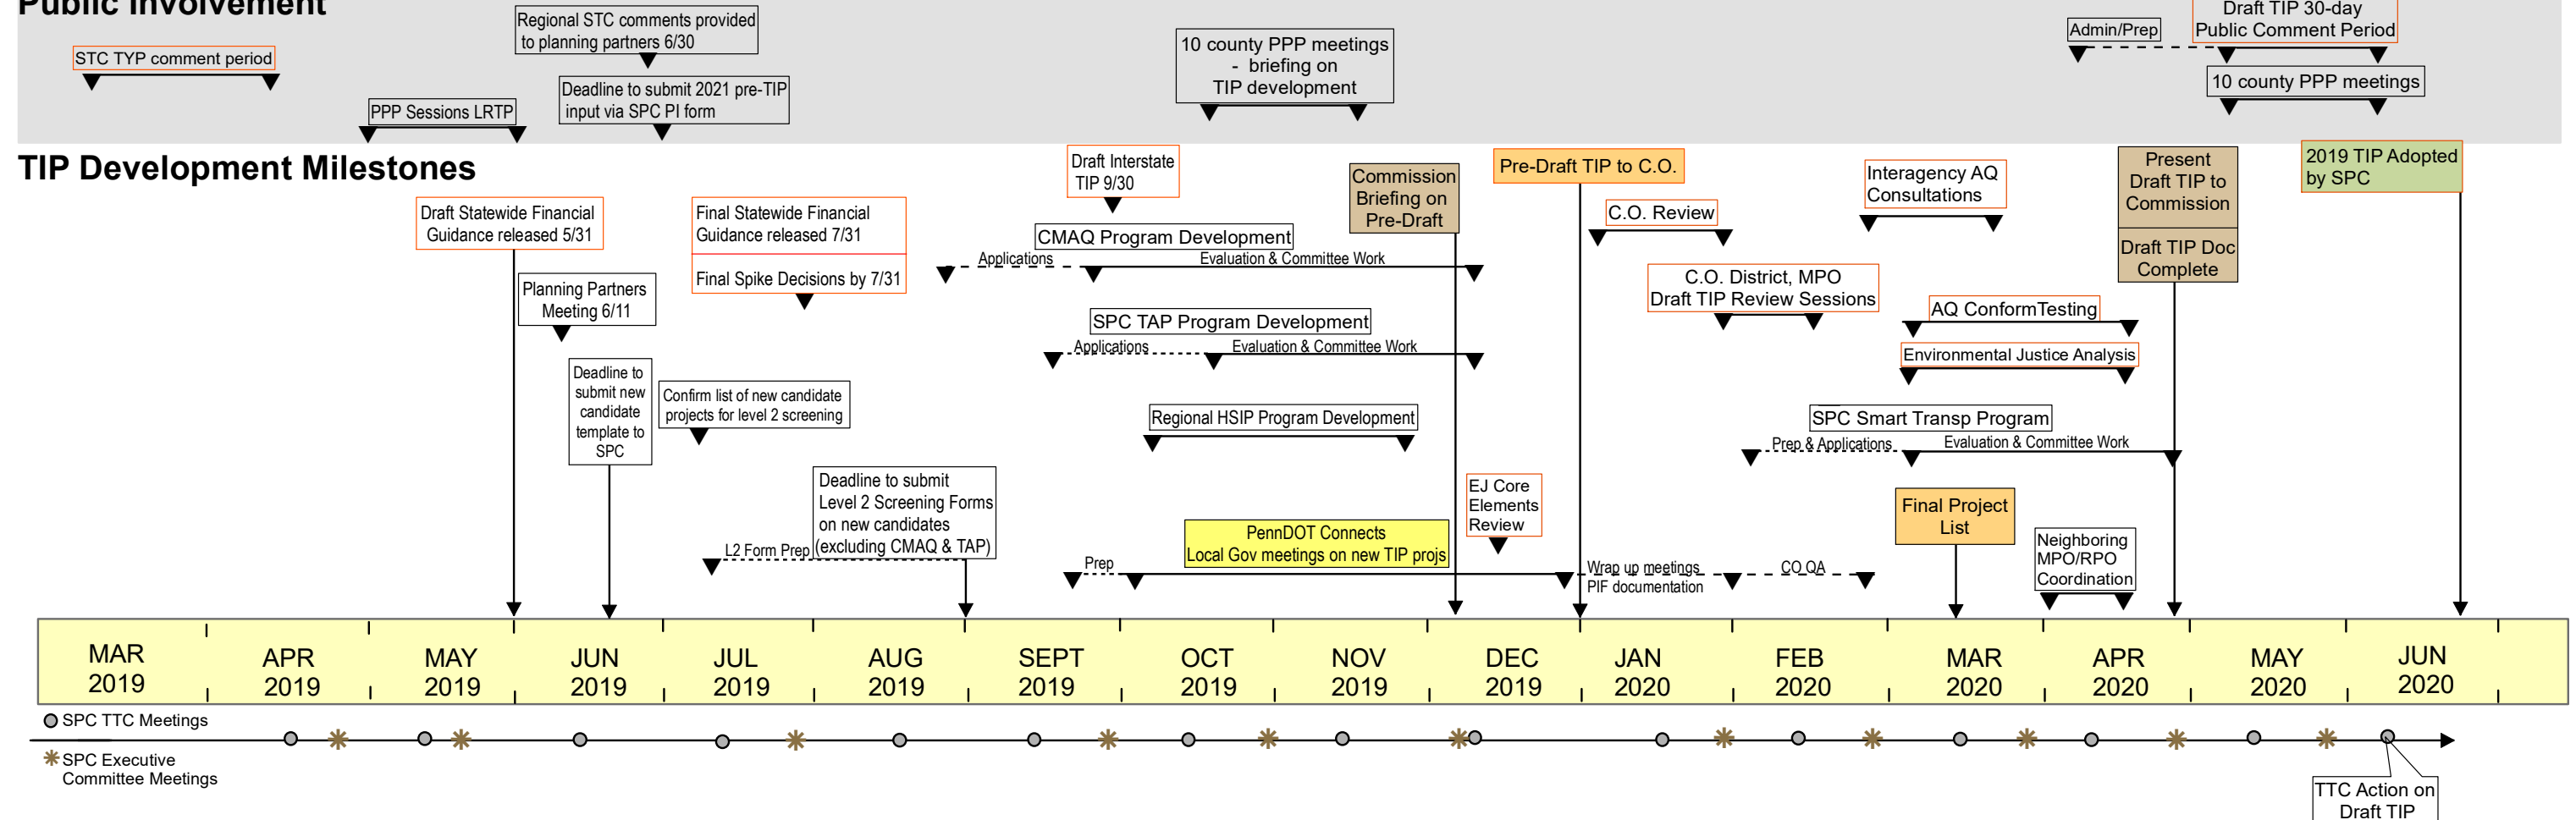 Public Involvement
STC TYP comment period
PPP Sessions LRTP
Regional STC comments provided
to planning partners 6/30
Deadline to submit 2021 pre-TIP
input via SPC PI form
10 county PPP meetings
- briefing on
TIP development
Admin/Prep
Draft TIP 30-day
Public Comment Period
10 county PPP meetings
TIP Development Milestones
Draft Statewide Financial
Guidance released 5/31
Planning Partners
Meeting 6/11
Deadline to
submit new
candidate
template to
SPC
Final Statewide Financial
Guidance released 7/31
Final Spike Decisions by 7/31
Confirm list of new candidate
projects for level 2 screening
L2 Form Prep
Deadline to submit
Level 2 Screening Forms
on new candidates
(excluding CMAQ & TAP)
Draft Interstate
TIP 9/30
CMAQ Program Development
Applications
Evaluation & Committee Work
SPC TAP Program Development
Applications
Evaluation & Committee Work
Regional HSIP Program Development
PennDOT Connects
Local Gov meetings on new TIP projs
Prep
Commission
Briefing on
Pre-Draft
EJ Core
Elements
Review
Wrap up meetings
PIF documentation
CO QA
Pre-Draft TIP to C.O.
C.O. Review
C.O. District, MPO
Draft TIP Review Sessions
Interagency AQ
Consultations
AQ ConformTesting
Environmental Justice Analysis
SPC Smart Transp Program
Prep & Applications
Evaluation & Committee Work
Final Project
List
Neighboring
MPO/RPO
Coordination
Present
Draft TIP to
Commission
Draft TIP Doc
Complete
2019 TIP Adopted
by SPC
MAR
2019
APR
2019
MAY
2019
JUN
2019
JUL
2019
AUG
2019
SEPT
2019
OCT
2019
NOV
2019
DEC
2019
JAN
2020
FEB
2020
MAR
2020
APR
2020
MAY
2020
JUN
2020
SPC TTC Meetings
SPC Executive
Committee Meetings
TTC Action on
Draft TIP